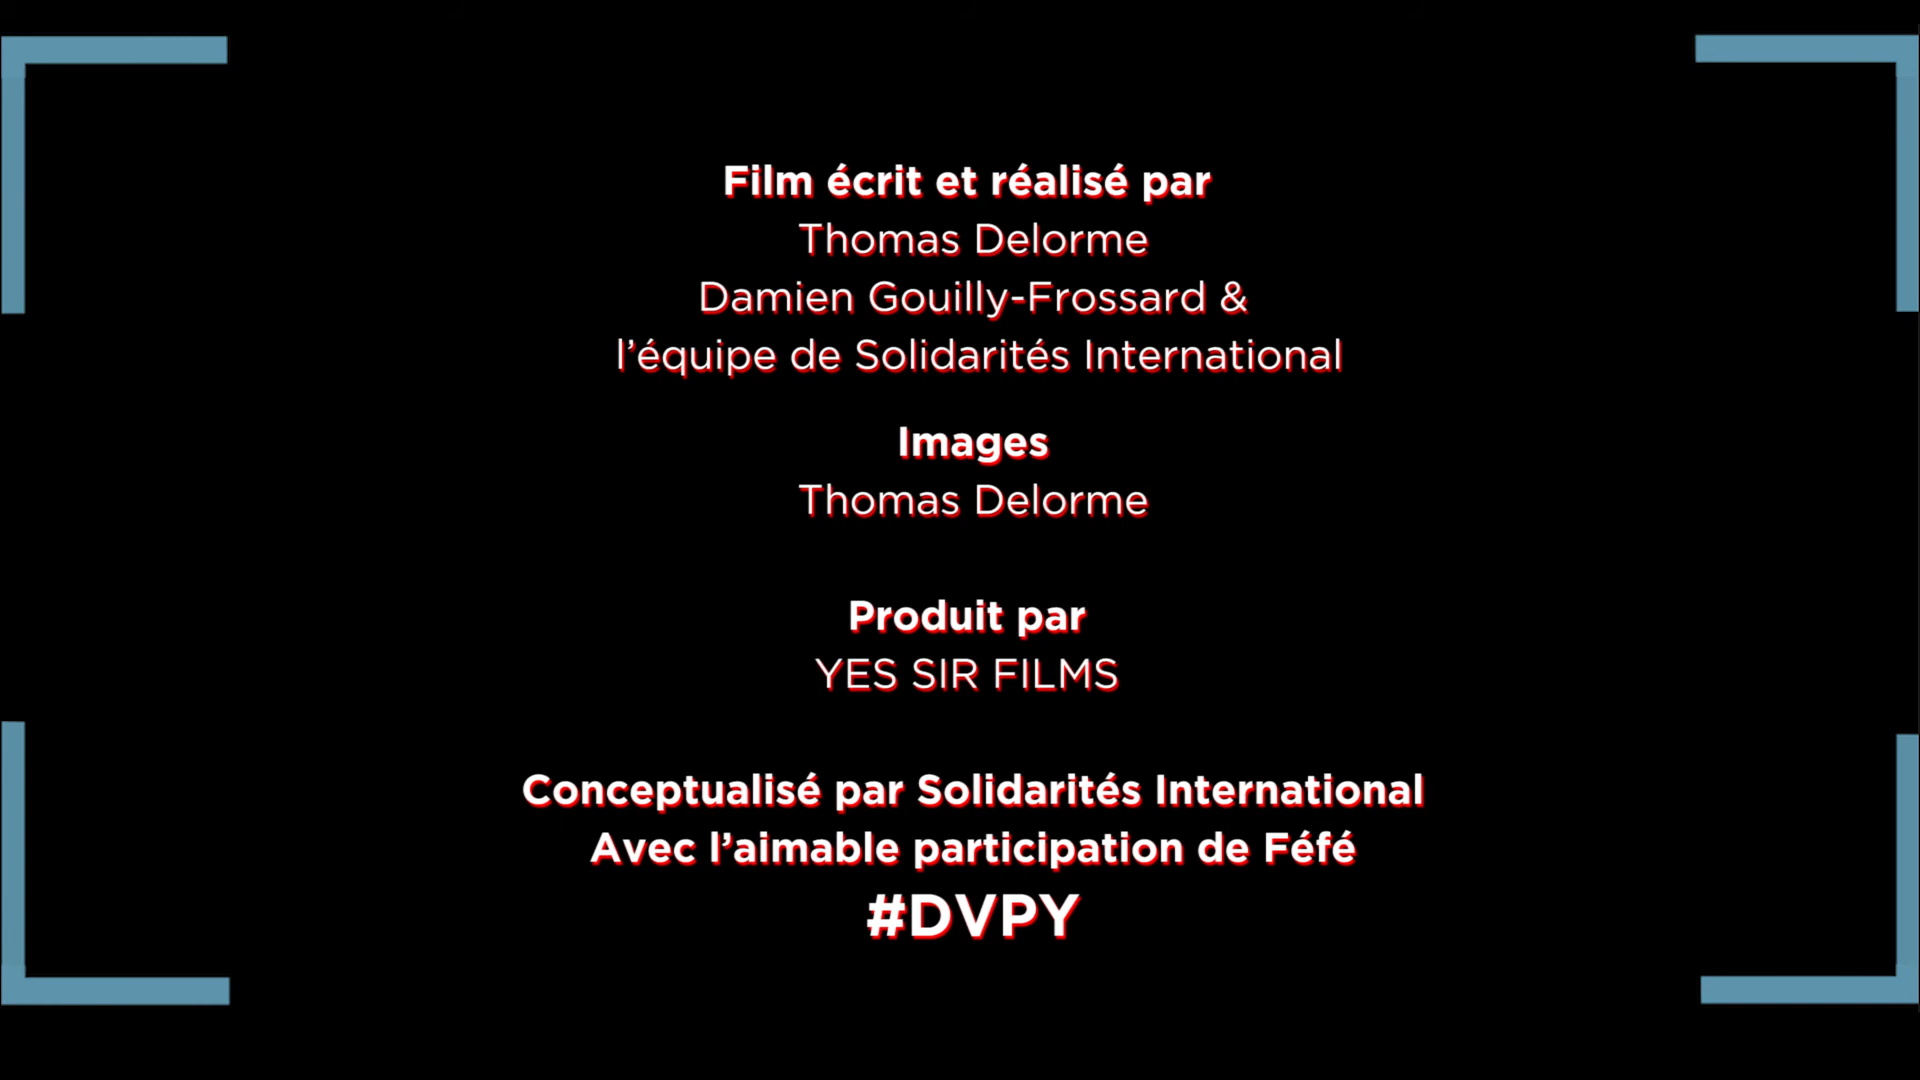 Film écrit et réalisé par
Thomas Delorme
Damien Gouilly-Frossard &
l’équipe de Solidarités International
Images
Thomas Delorme
Produit par
YES SIR FILMS
Conceptualisé par Solidarités International
Avec l’aimable participation de Féfé
#DVPY